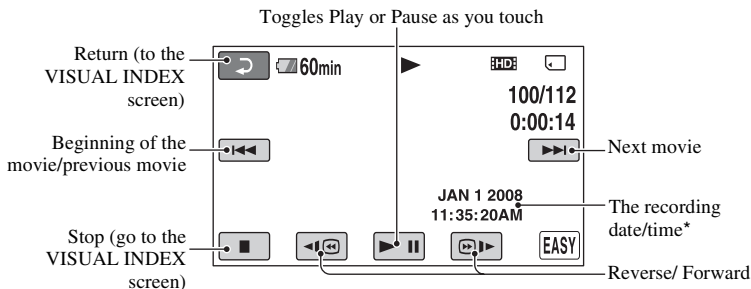 Toggles Play or Pause as you touch
Return (to the
VISUAL INDEX
screen)
60min
HD
100/112
0:00:14
Beginning of the
movie/previous movie
Next movie
JAN 1 2008
11:35:20AM
The recording
date/time*
Stop (go to the
VISUAL INDEX
screen)
EASY
Reverse/ Forward